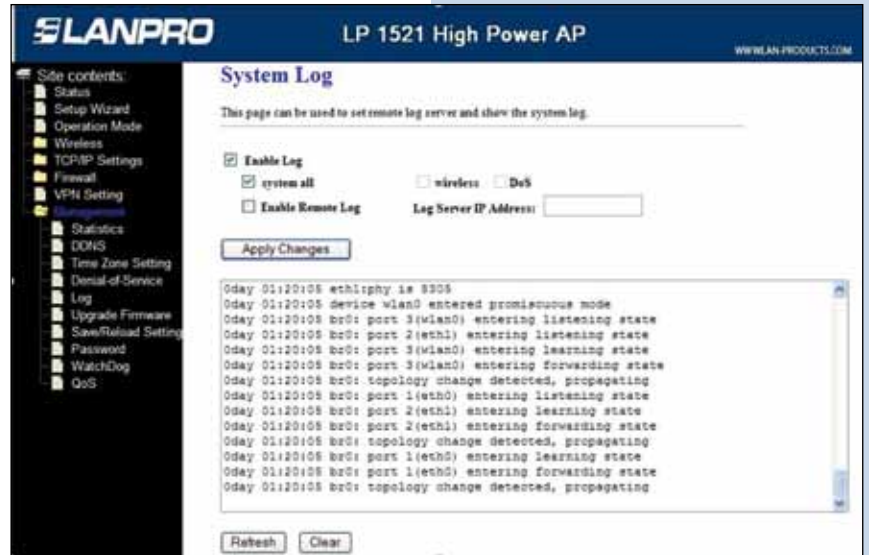 LANPRO
LP 1521 High Power AP
WWW.LAN-PRODUCTS.COM
Site contents:
Status
Setup Wizard
Operation Mode
Wireless
TCP/IP Settings
Firewall
VPN Setting
Management
Statistics
DDNS
Time Zone Setting
Denial-of-Service
Log
Upgrade Firmware
Save/Reload Setting
Password
WatchDog
QoS
System Log
This page can be used to set remote log server and show the system log.
Enable Log
system all wireless DoS
Enable Remote Log Log Server IP Address:
Apply Changes
0day 01:20:05 eth1:phy is 8305
0day 01:20:05 device wlan0 entered promiscuous mode
0day 01:20:05 br0: port 3(wlan0) entering listening state
0day 01:20:05 br0: port 2(eth1) entering listening state
0day 01:20:05 br0: port 3(wlan0) entering learning state
0day 01:20:05 br0: port 3(wlan0) entering forwarding state
0day 01:20:05 br0: topology change detected, propagating
0day 01:20:05 br0: port 1(eth0) entering listening state
0day 01:20:05 br0: port 2(eth1) entering learning state
0day 01:20:05 br0: port 2(eth1) entering forwarding state
0day 01:20:05 br0: topology change detected, propagating
0day 01:20:05 br0: port 1(eth0) entering learning state
0day 01:20:05 br0: port 1(eth0) entering forwarding state
0day 01:20:05 br0: topology change detected, propagating
Refresh Clear